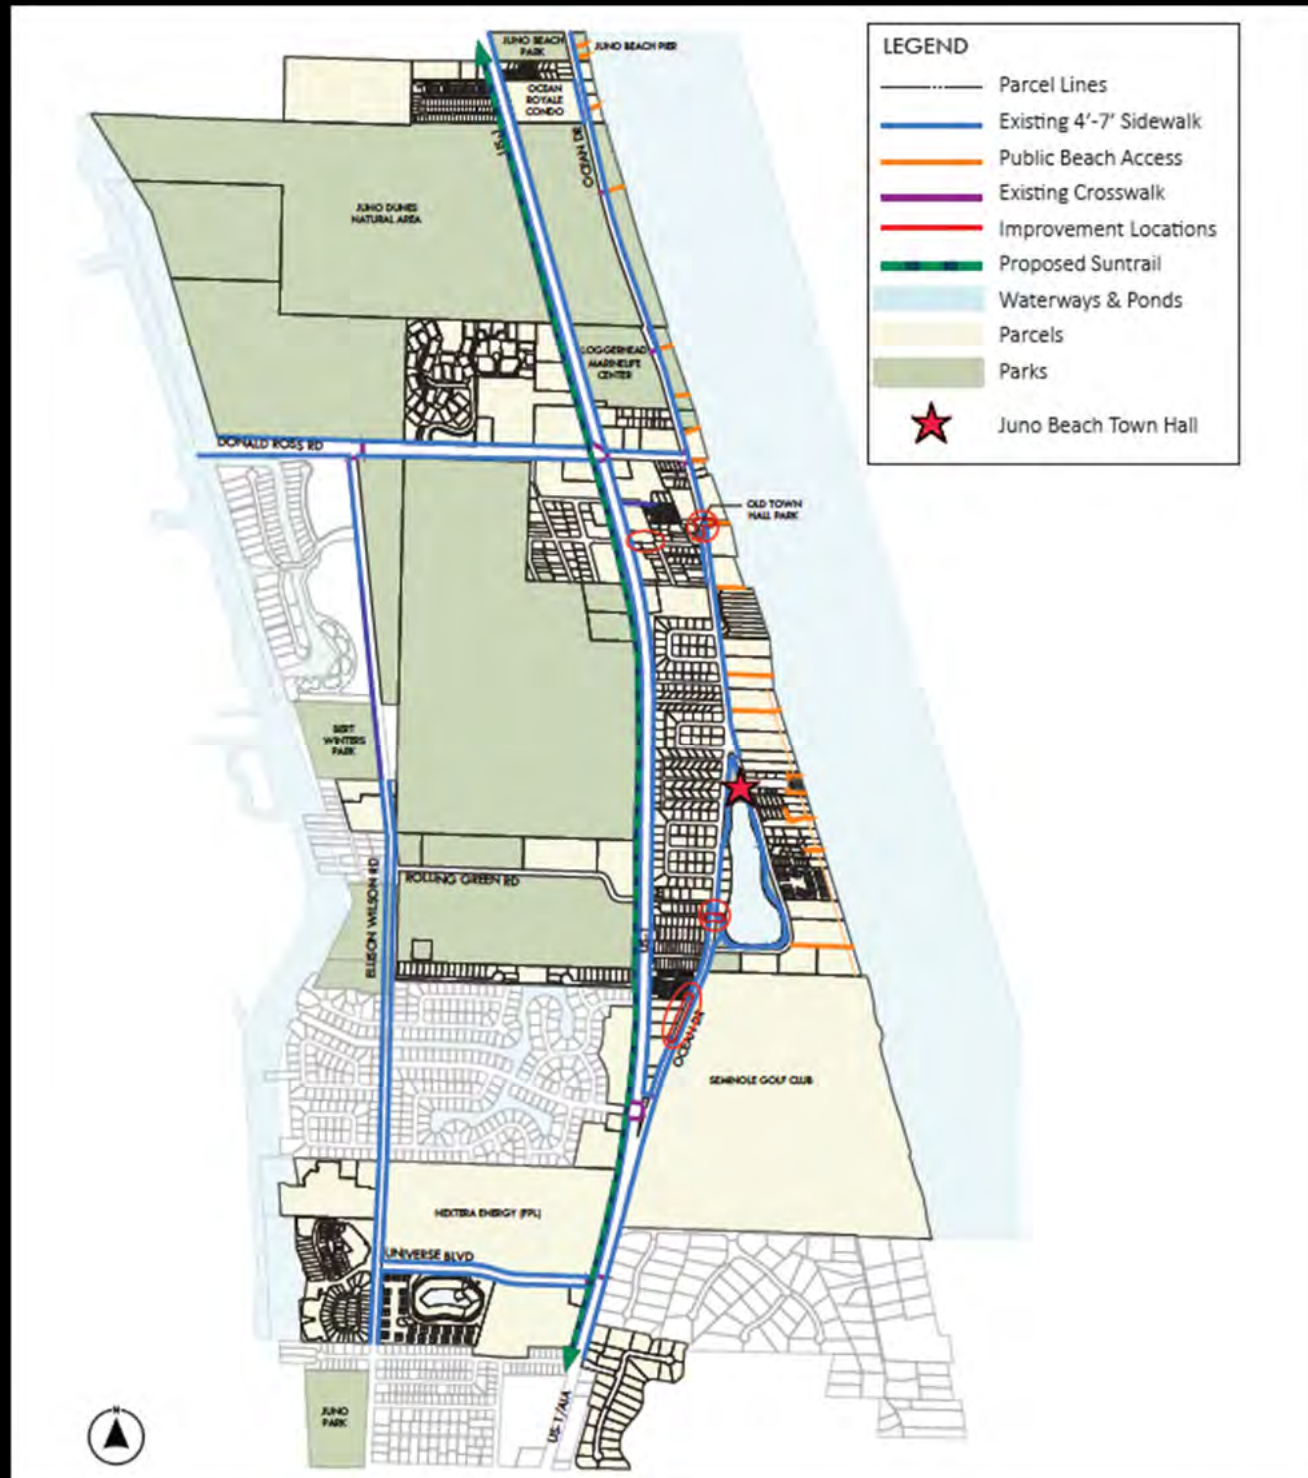 JUNO BEACH
PARK
JUNO BEACH PIER
OCEAN
ROYALE
CONDO
US-1
OCEAN DR
JUNO DUNES
NATURAL AREA
LOGGERHEAD
MARINELIFE
CENTER
DONALD ROSS RD
OLD TOWN
HALL PARK
BERT
WINTERS
PARK
ELLISON WILSON RD
ROLLING GREEN RD
US-1
OCEAN DR
SEMINOLE GOLF CLUB
NEXTERA ENERGY (FPL)
UNIVERSE BLVD
JUNO
PARK
US-1/A1A
N
LEGEND
Parcel Lines
Existing 4'-7' Sidewalk
Public Beach Access
Existing Crosswalk
Improvement Locations
Proposed Suntrail
Waterways & Ponds
Parcels
Parks
Juno Beach Town Hall